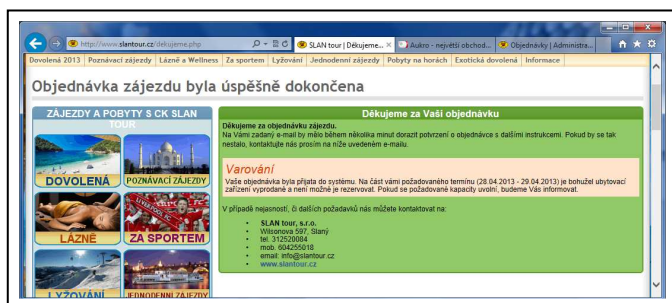 http://www.slantour.cz/dekujeme.php
SLAN tour | Děkujeme...
Aukro - největší obchod...
Objednávky | Administra...
Dovolená 2013 Poznávací zájezdy Lázně a Wellness Za sportem Lyžování Jednodenní zájezdy Pobyty na horách Exotická dovolená Informace
Objednávka zájezdu byla úspěšně dokončena
ZÁJEZDY A POBYTY S CK SLAN TOUR
DOVOLENÁ
POZNÁVACÍ ZÁJEZDY
LÁZNĚ
ZA SPORTEM
LYŽOVÁNÍ
JEDNODENNÍ ZÁJEZDY
Děkujeme za Vaší objednávku
Děkujeme za objednávku zájezdu.
Na Vámi zadaný e-mail by mělo během několika minut dorazit potvrzení o objednávce s dalšími instrukcemi. Pokud by se tak
nestalo, kontaktujte nás prosím na níže uvedeném e-mailu.
Varování
Vaše objednávka byla přijata do systému. Na část vámi požadovaného termínu (28.04.2013 - 29.04.2013) je bohužel ubytovací
zařízení vyprodané a není možné je rezervovat. Pokud se požadované kapacity uvolní, budeme Vás informovat.
V případě nejasností, či dalších požadavků nás můžete kontaktovat na:
• SLAN tour, s.r.o.
• Wilsonova 597, Slaný
• tel. 312520084
• mob. 604255018
• email: info@slantour.cz
• www.slantour.cz